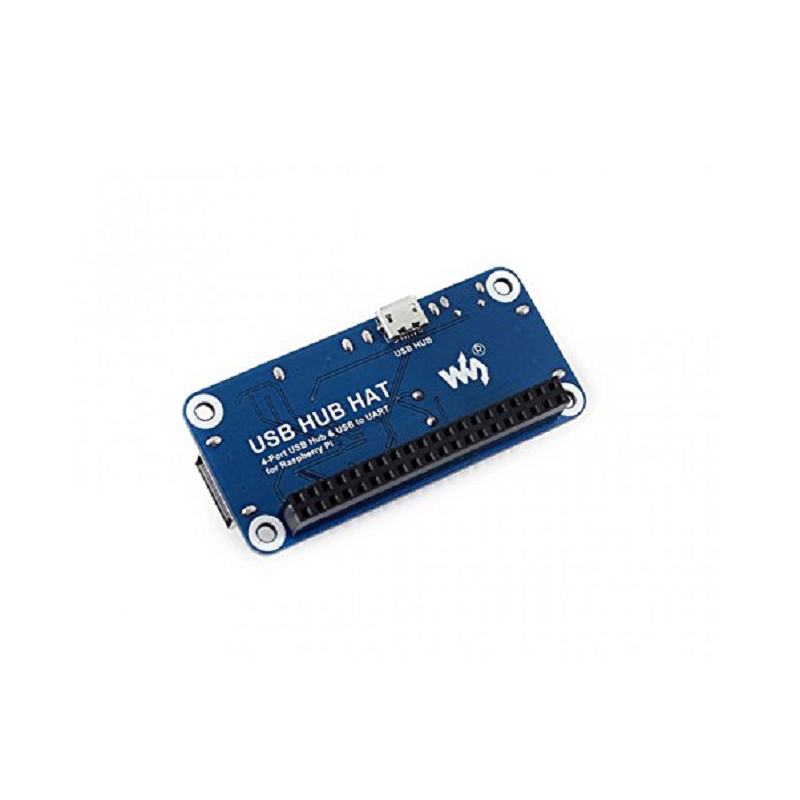 USB HUB
®
USB HUB HAT
4-Port USB Hub & USB to UART
for Raspberry Pi